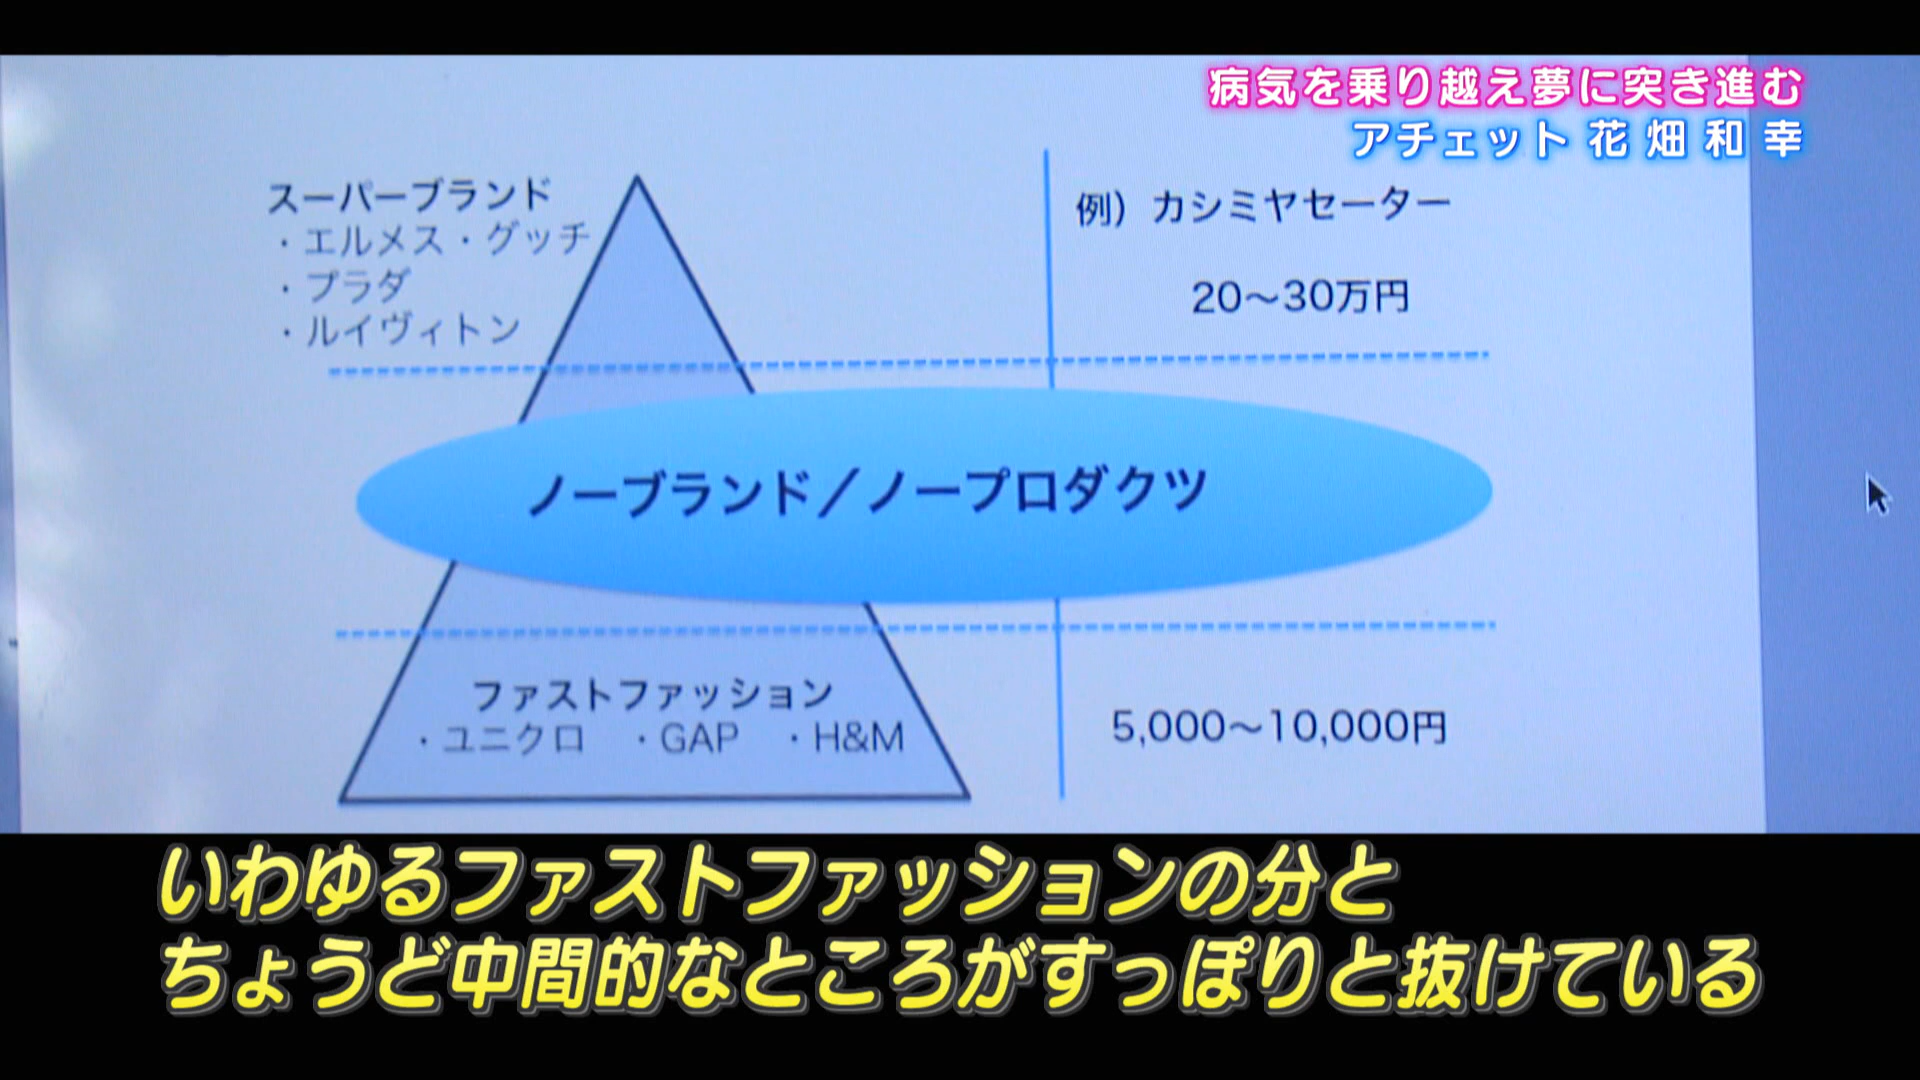 病気を乗り越え夢に突き進む
アチェット 花畑和幸
スーパーブランド
・エルメス・グッチ
・プラダ
・ルイヴィトン
例）カシミヤセーター
20〜30万円
ノーブランド／ノープロダクツ
ファストファッション
・ユニクロ ・GAP ・H&M
5,000〜10,000円
いわゆるファストファッションの分と
ちょうど中間的なところがすっぽりと抜けている